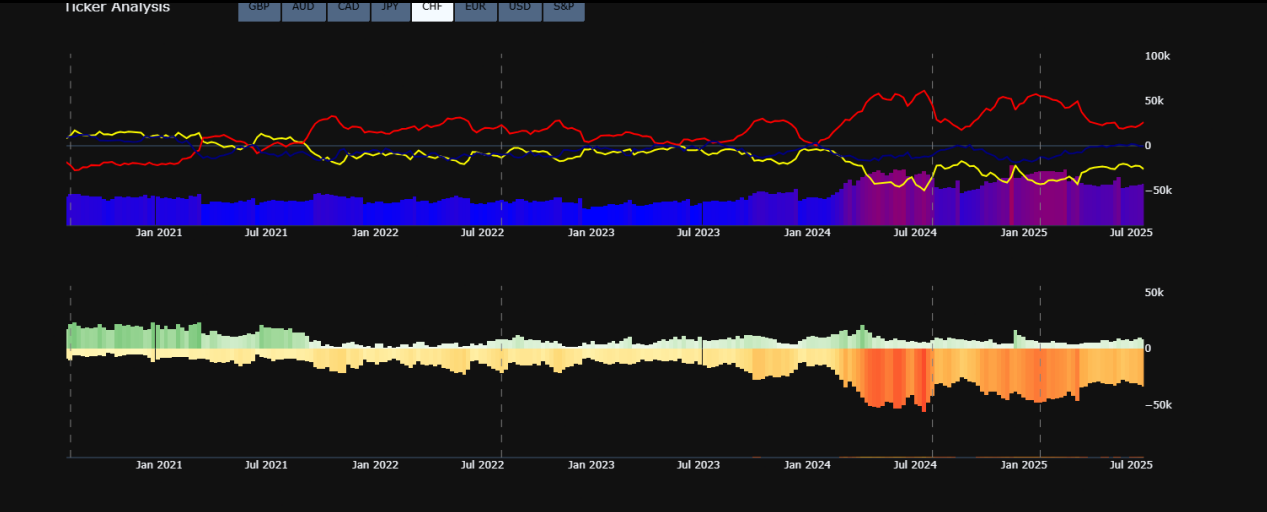 Ticker Analysis
GBP AUD CAD JPY CHF EUR USD S&P
100k
50k
0
−50k
Jan 2021 Jul 2021 Jan 2022 Jul 2022 Jan 2023 Jul 2023 Jan 2024 Jul 2024 Jan 2025 Jul 2025
50k
0
−50k
Jan 2021 Jul 2021 Jan 2022 Jul 2022 Jan 2023 Jul 2023 Jan 2024 Jul 2024 Jan 2025 Jul 2025